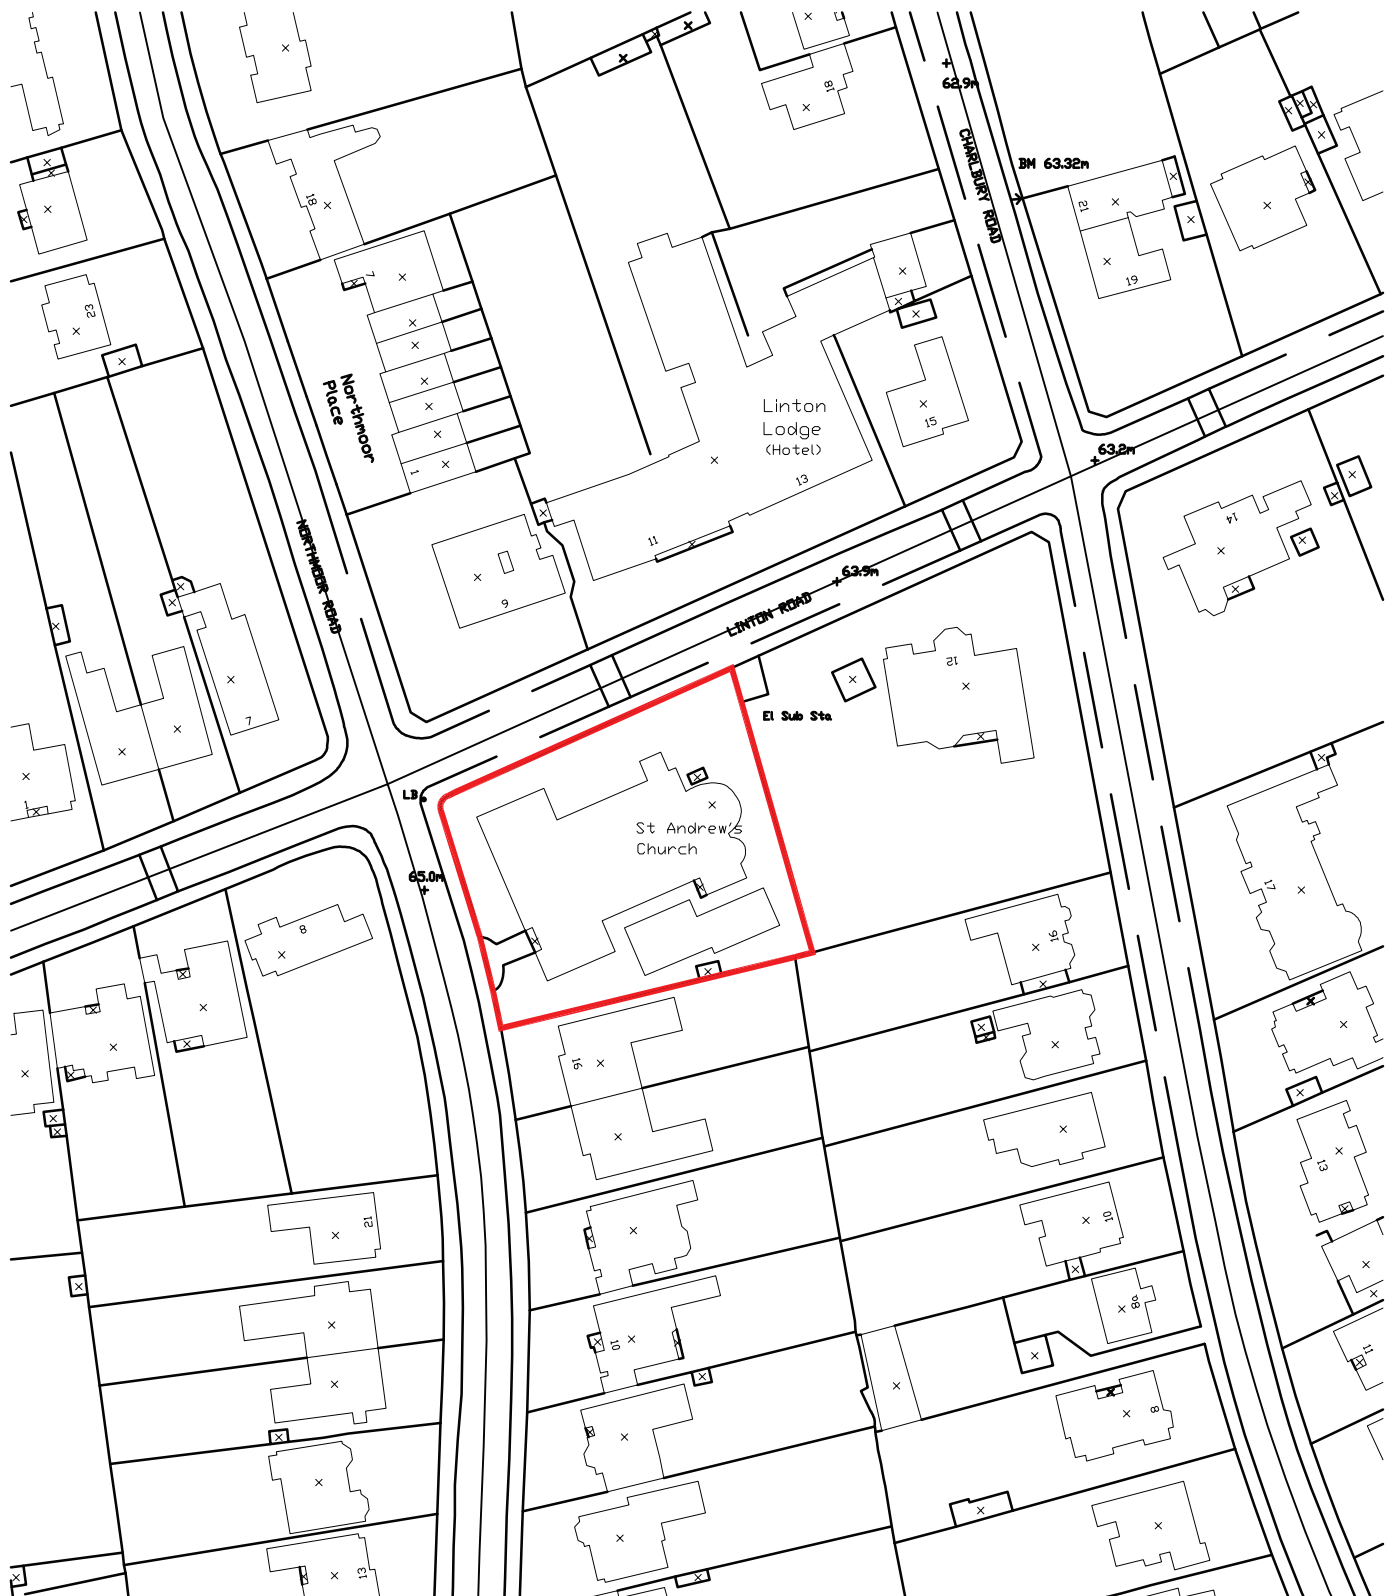 18
62.9m
CHARLBURY ROAD
BM 63.32m
18
21
7
19
23
Northmoor
Place
Linton
Lodge
(Hotel)
15
63.2m
1
13
14
11
NORTHMOOR ROAD
63.9m
9
LINTON ROAD
12
7
El Sub Sta
LB
1
St Andrew's
Church
65.0m
17
8
16
16
13
21
10
8a
10
11
8
13